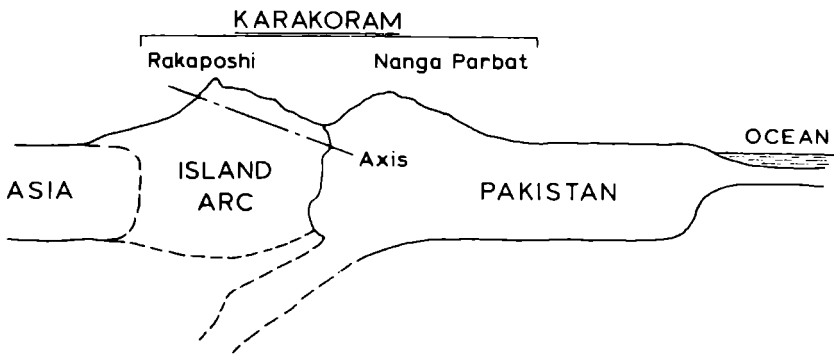 KARAKORAM
Rakaposhi Nanga Parbat
OCEAN
Axis
ISLAND
ARC
ASIA
PAKISTAN